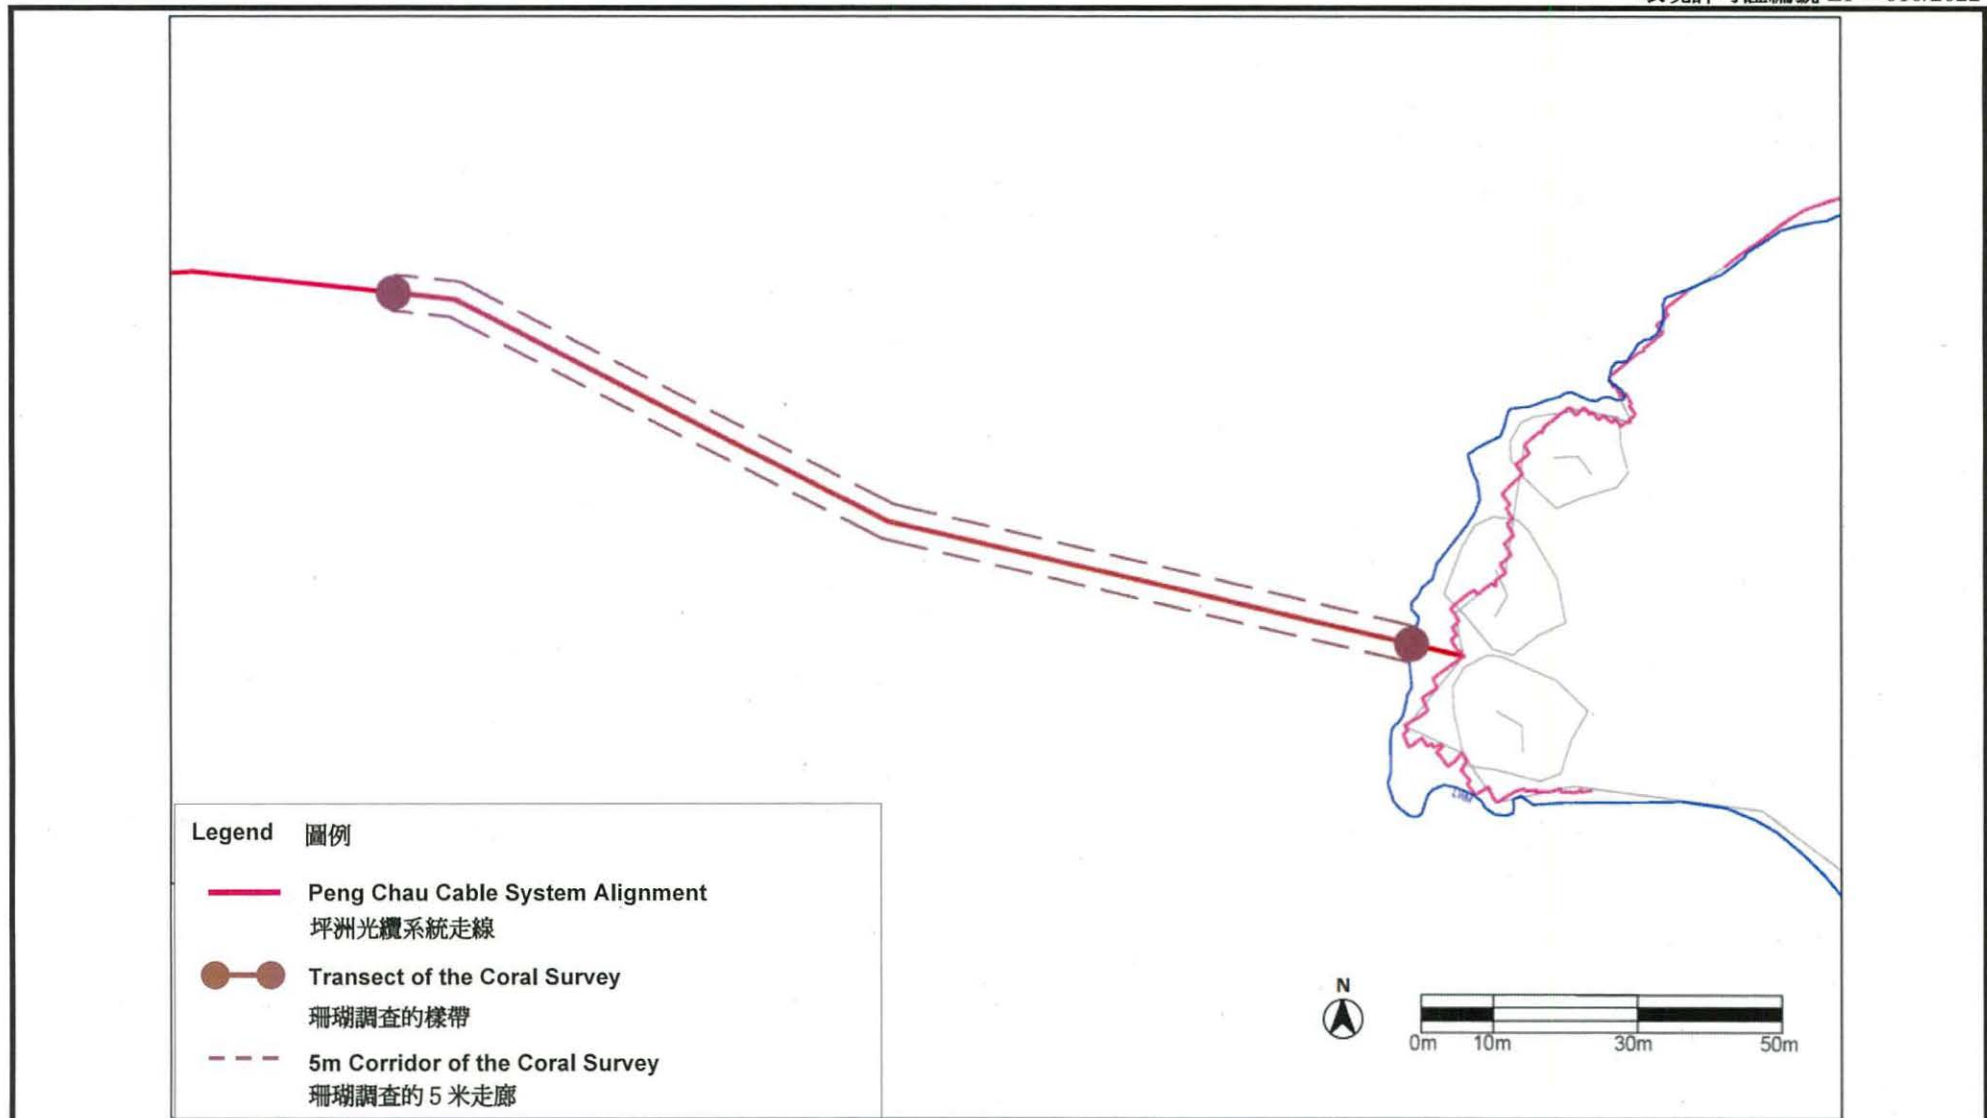 Legend 圖例
Peng Chau Cable System Alignment
坪洲光纜系統走線
Transect of the Coral Survey
珊瑚調查的樣帶
5m Corridor of the Coral Survey
珊瑚調查的 5 米走廊
N
0m 10m 30m 50m